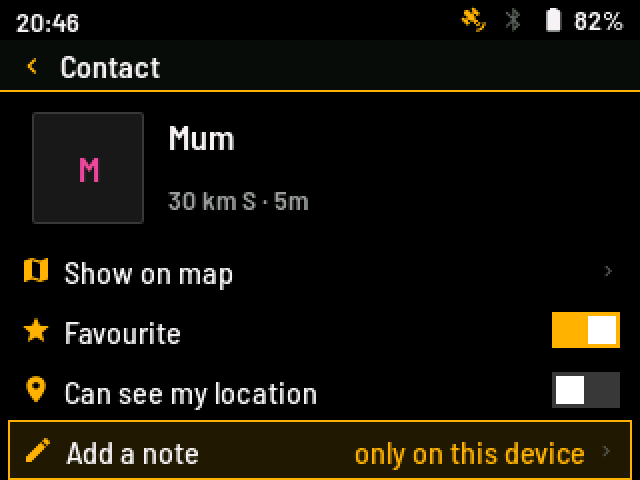 20:46 82%
Contact
M
Mum
30 km S · 5m
Show on map
Favourite
Can see my location
Add a note only on this device